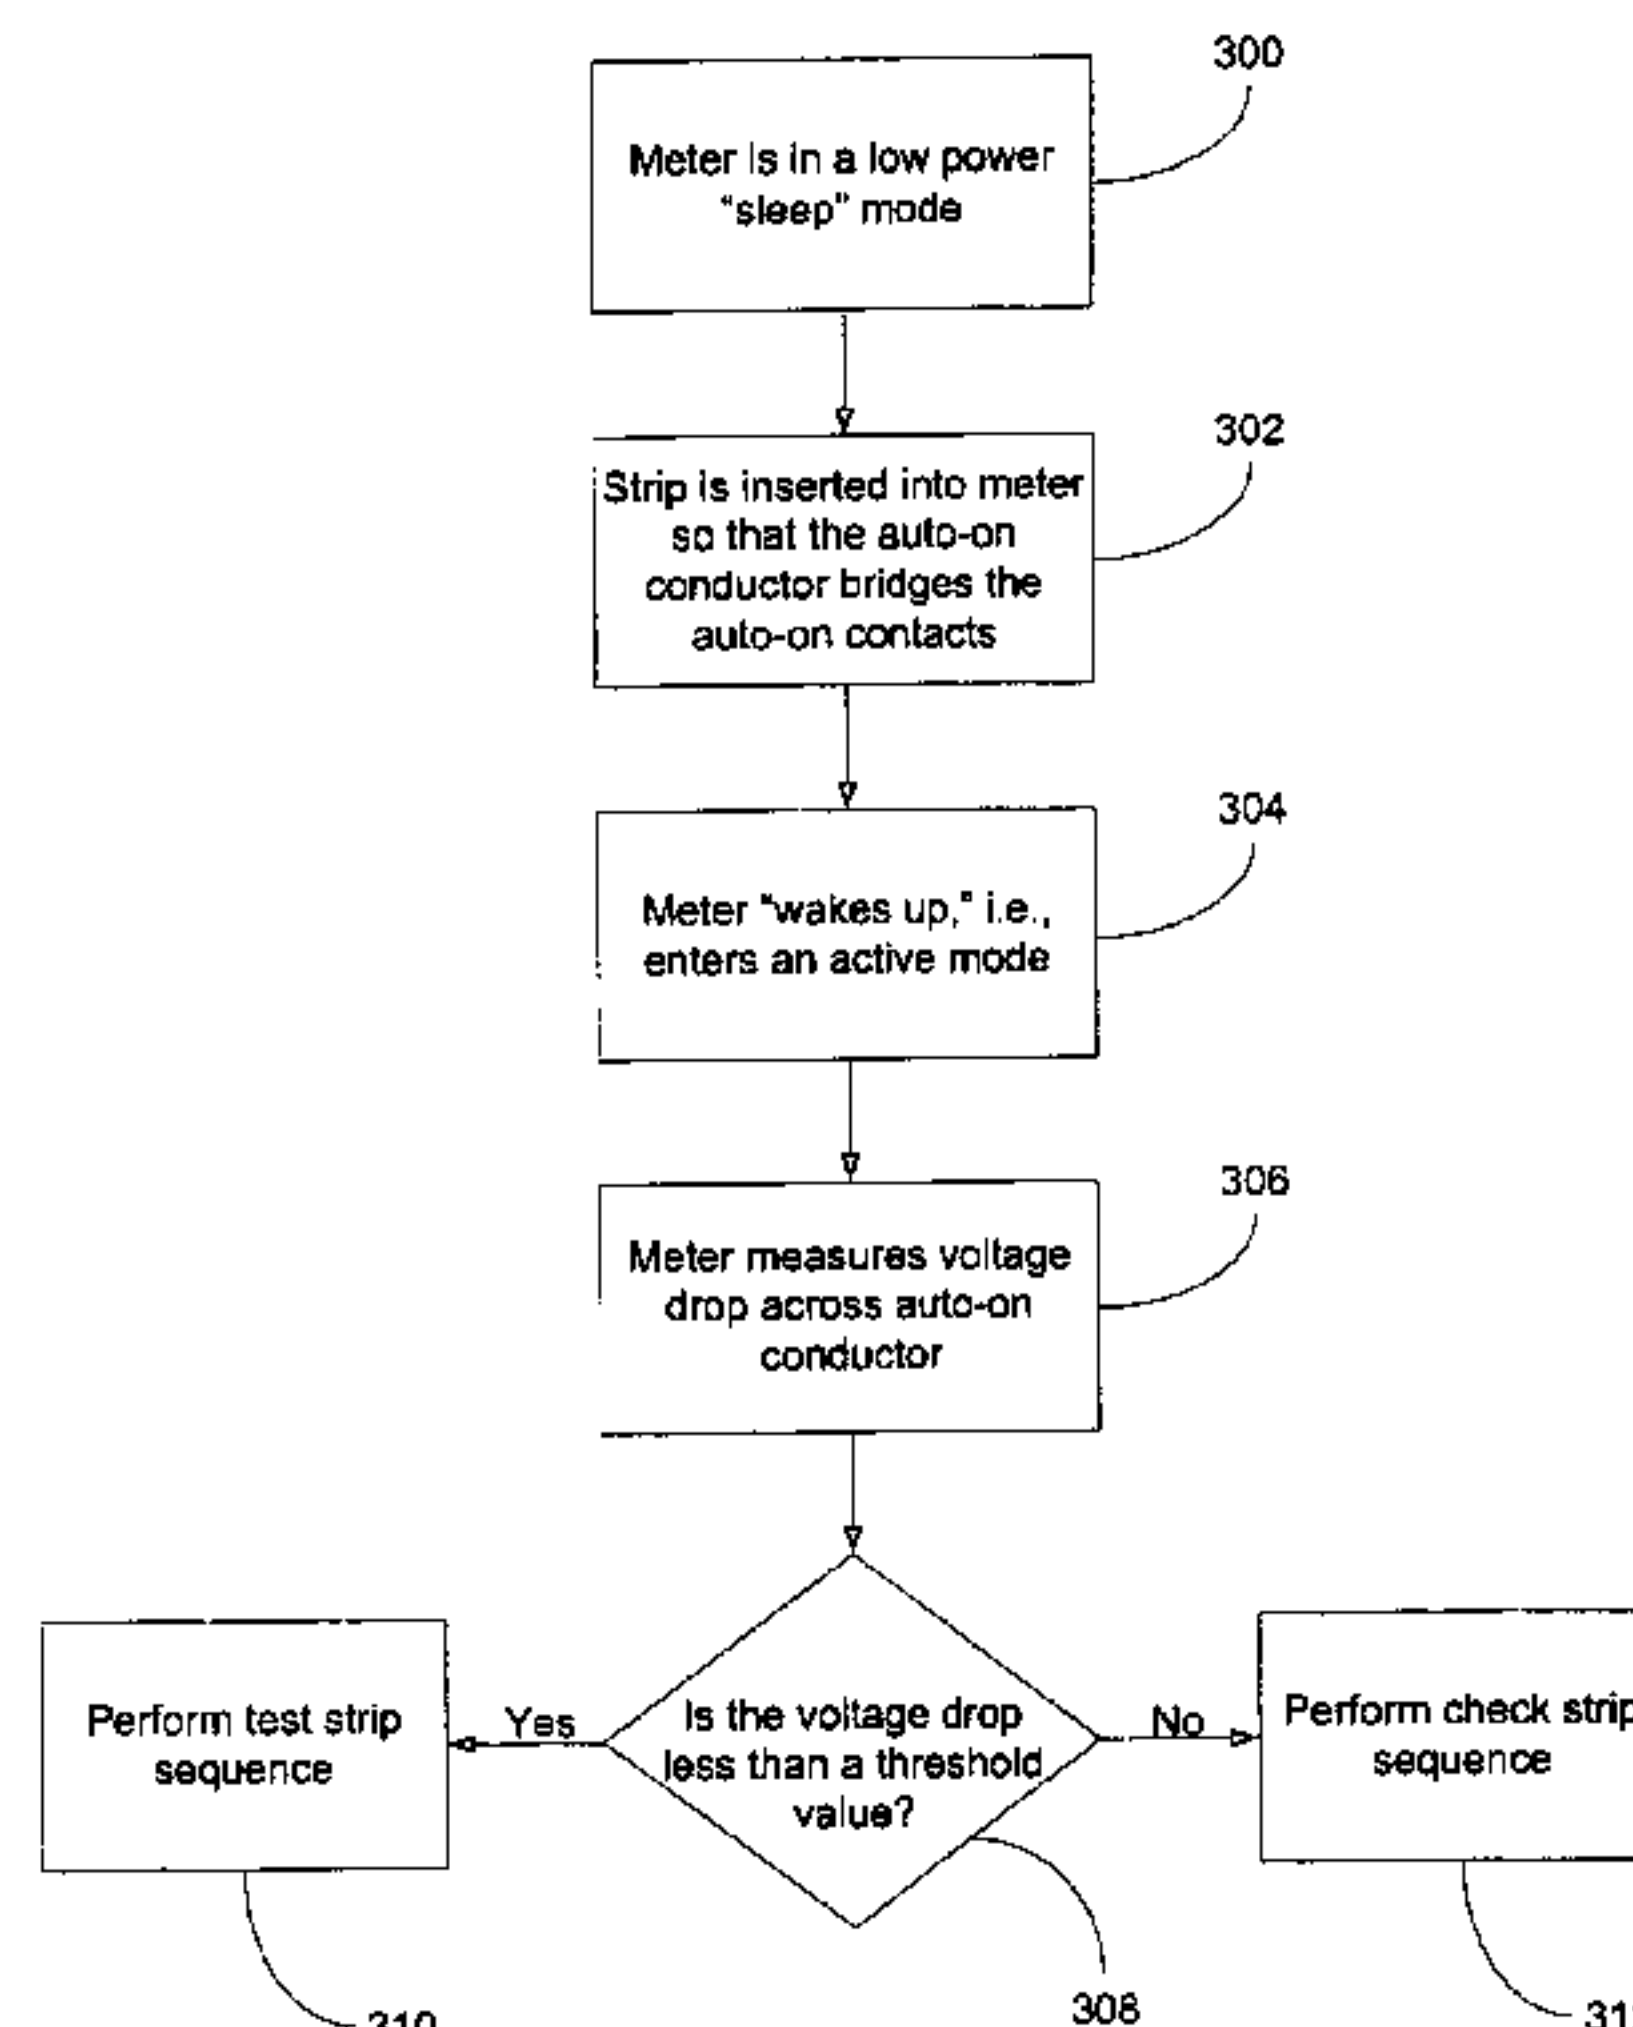 300
Meter is in a low power
"sleep" mode
302
Strip is inserted into meter
so that the auto-on
conductor bridges the
auto-on contacts
304
Meter "wakes up," i.e.,
enters an active mode
306
Meter measures voltage
drop across auto-on
conductor
Perform test strip
sequence
Yes
Is the voltage drop
less than a threshold
value?
No
Perform check strip
sequence
310
308